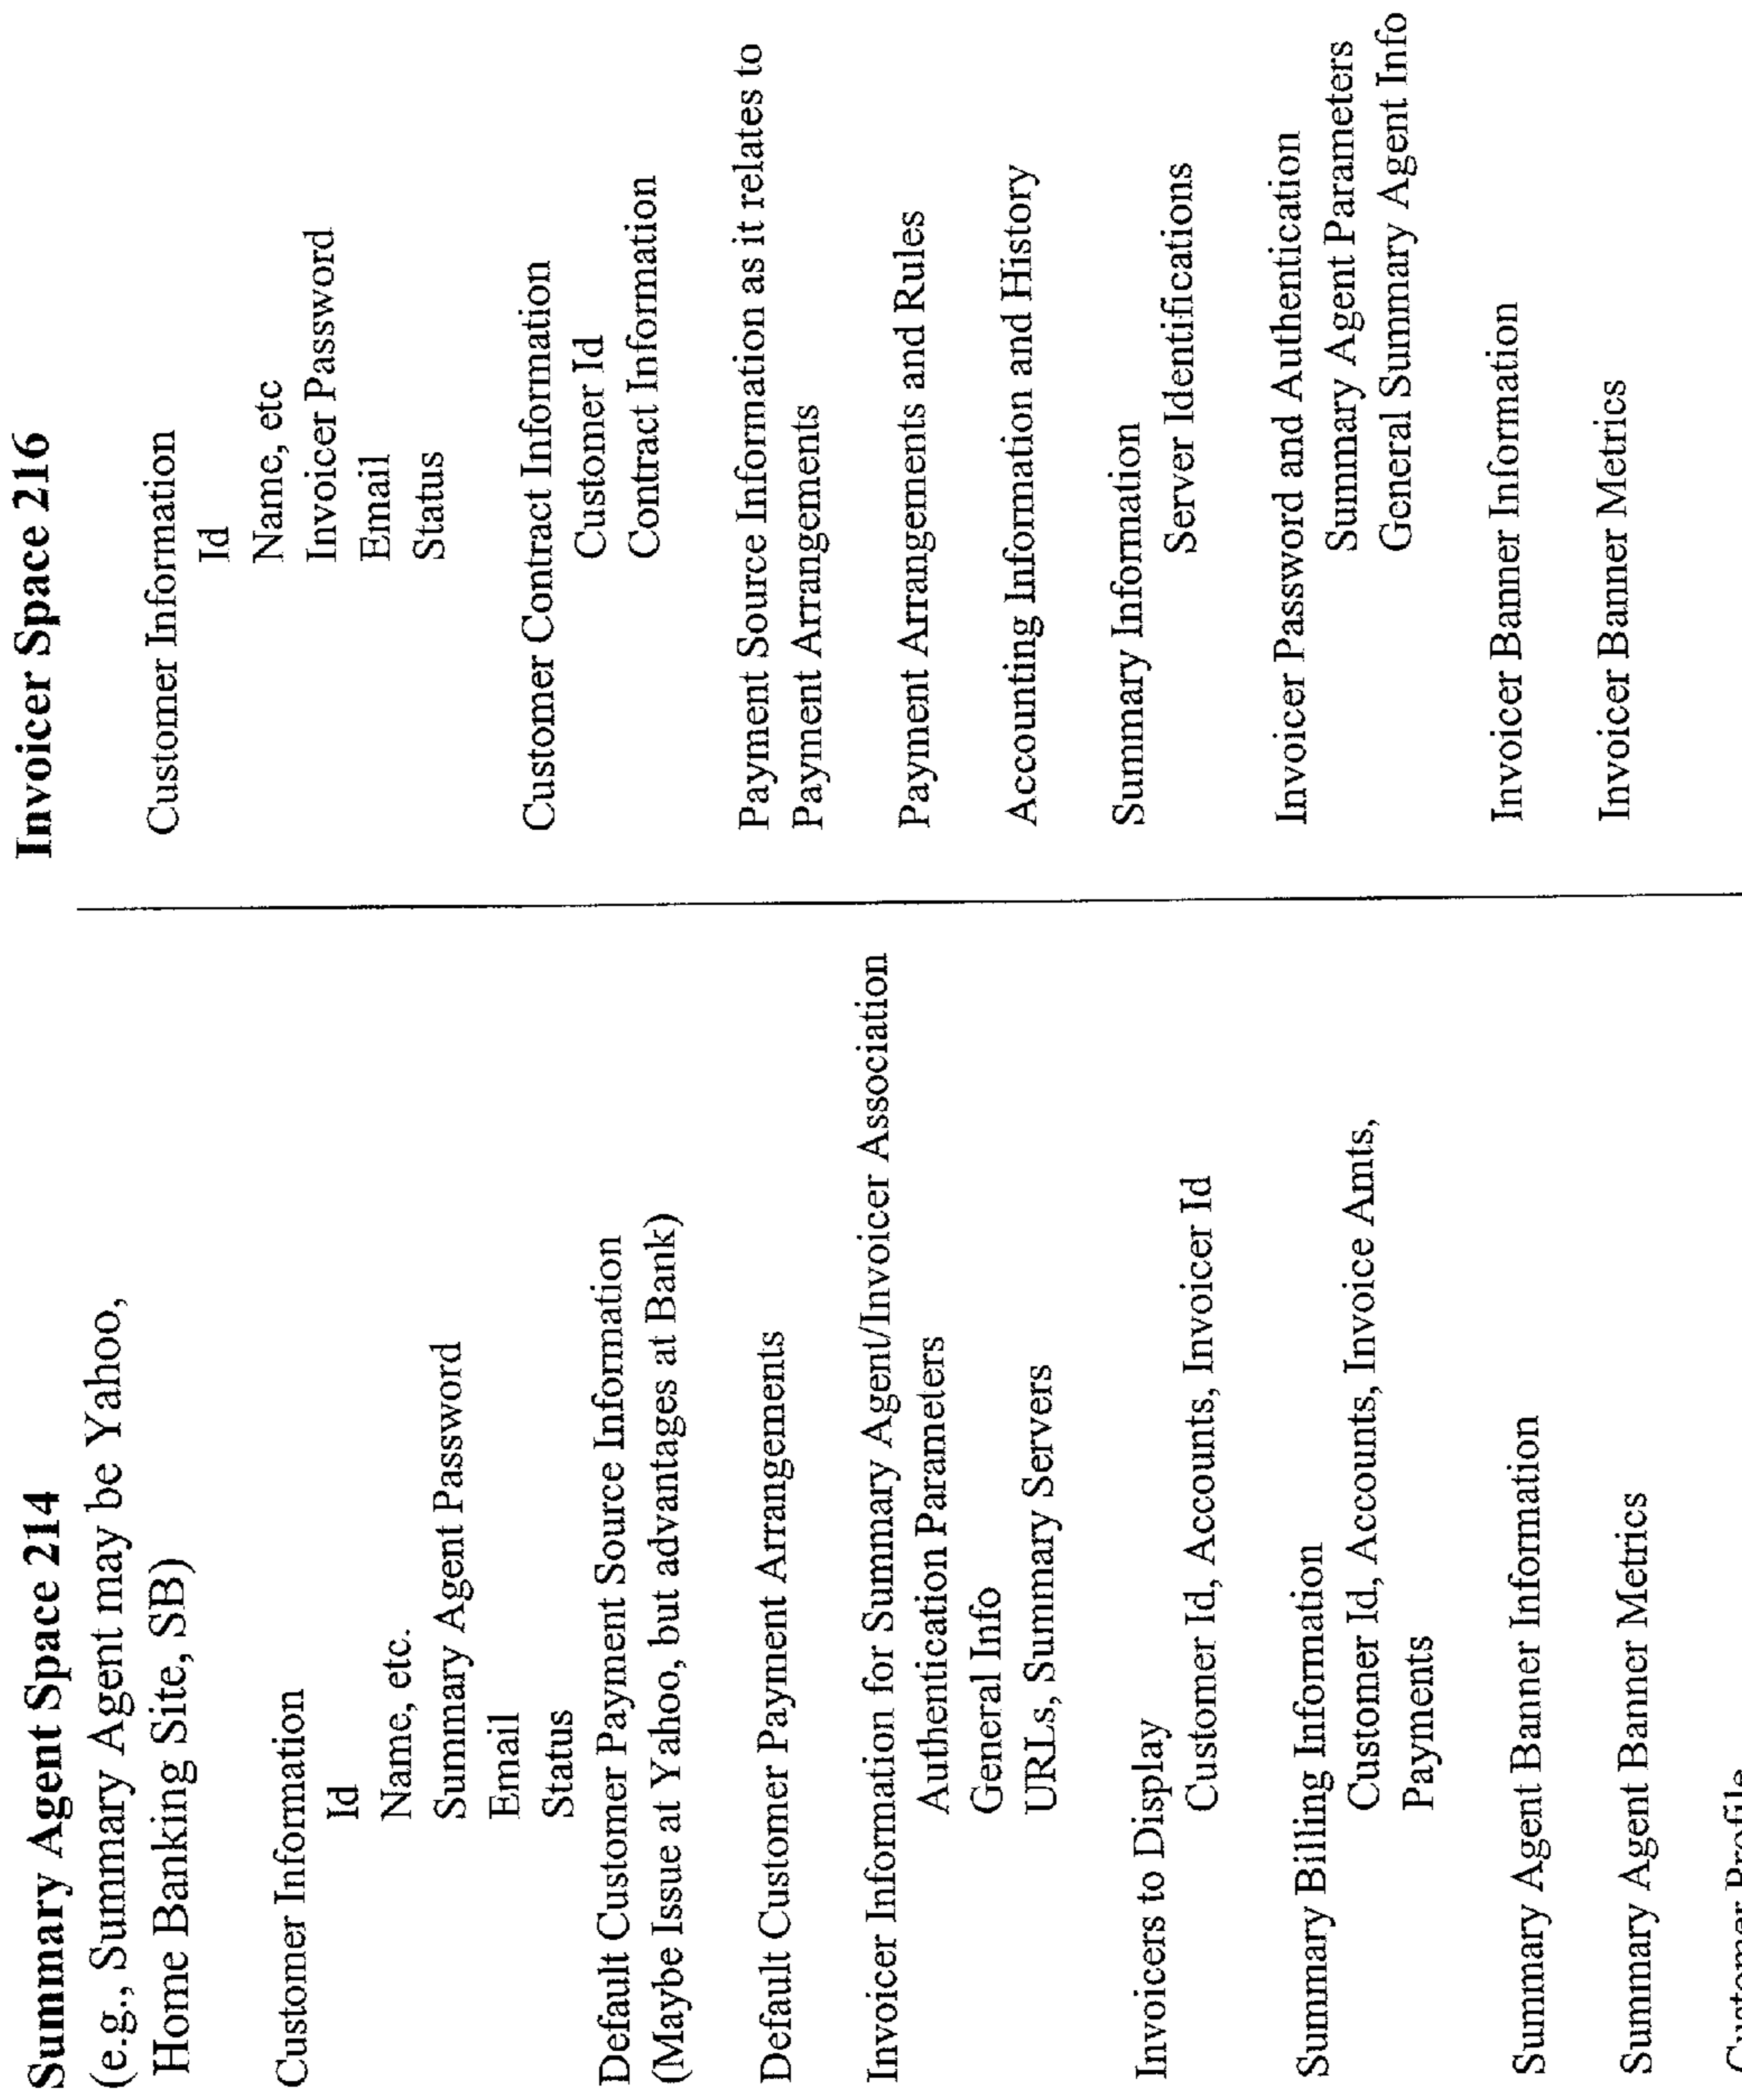 Summary Agent Space 214
(e.g., Summary Agent may be Yahoo,
Home Banking Site, SB)
Customer Information
Id
Name, etc.
Summary Agent Password
Email
Status
Default Customer Payment Source Information
(Maybe Issue at Yahoo, but advantages at Bank)
Default Customer Payment Arrangements
Invoicer Information for Summary Agent/Invoicer Association
Authentication Parameters
General Info
URLs, Summary Servers
Invoicers to Display
Customer Id, Accounts, Invoicer Id
Summary Billing Information
Customer Id, Accounts, Invoice Amts,
Payments
Summary Agent Banner Information
Summary Agent Banner Metrics
Customer Profile
Invoicer Space 216
Customer Information
Id
Name, etc
Invoicer Password
Email
Status
Customer Contract Information
Customer Id
Contract Information
Payment Source Information as it relates to
Payment Arrangements
Payment Arrangements and Rules
Accounting Information and History
Summary Information
Server Identifications
Invoicer Password and Authentication
Summary Agent Parameters
General Summary Agent Info
Invoicer Banner Information
Invoicer Banner Metrics